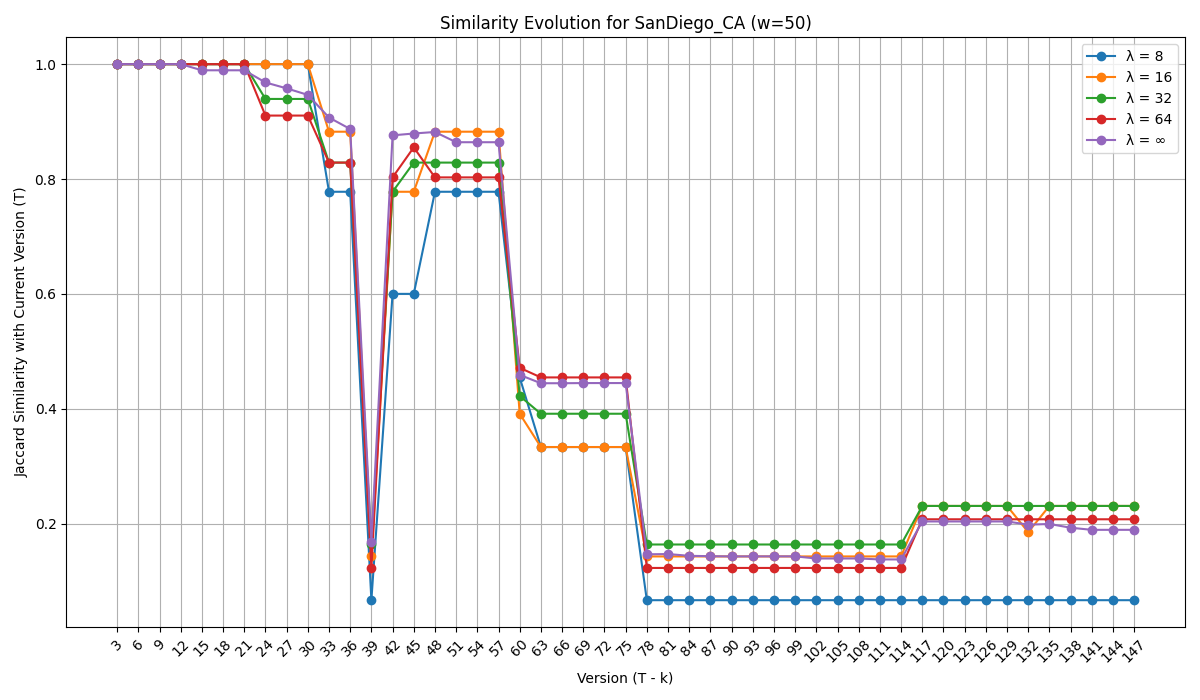 Similarity Evolution for SanDiego_CA (w=50)
λ = 8
λ = 16
λ = 32
λ = 64
λ = ∞
Jaccard Similarity with Current Version (T)
1.0
0.8
0.6
0.4
0.2
3 6 9 12 15 18 21 24 27 30 33 36 39 42 45 48 51 54 57 60 63 66 69 72 75 78 81 84 87 90 93 96 99 102 105 108 111 114 117 120 123 126 129 132 135 138 141 144 147
Version (T - k)